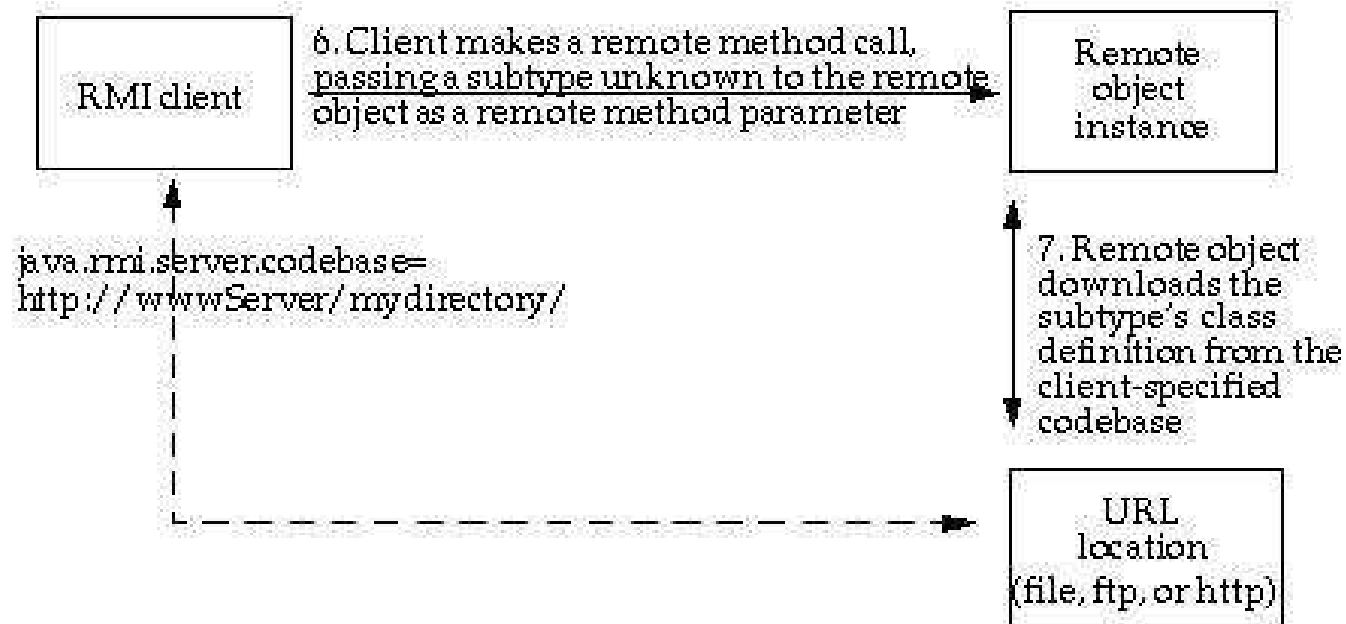 6. Client makes a remote method call,
passing a subtype unknown to the remote
object as a remote method parameter
RMI client
Remote
object
instance
java.rmi.server.codebase=
http://wwwServer/mydirectory/
7. Remote object
downloads the
subtype's class
definition from the
client-specified
codebase
URL
location
(file, ftp, or http)